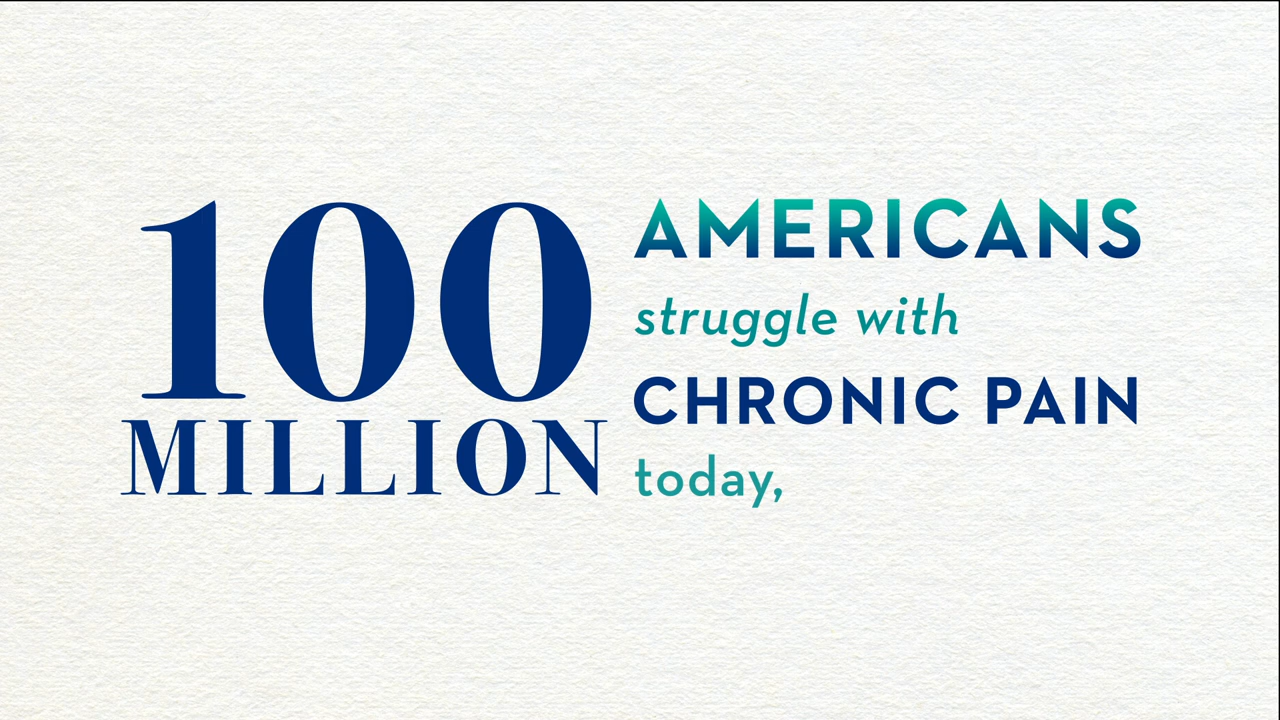 100
MILLION
AMERICANS
struggle with
CHRONIC PAIN
today,